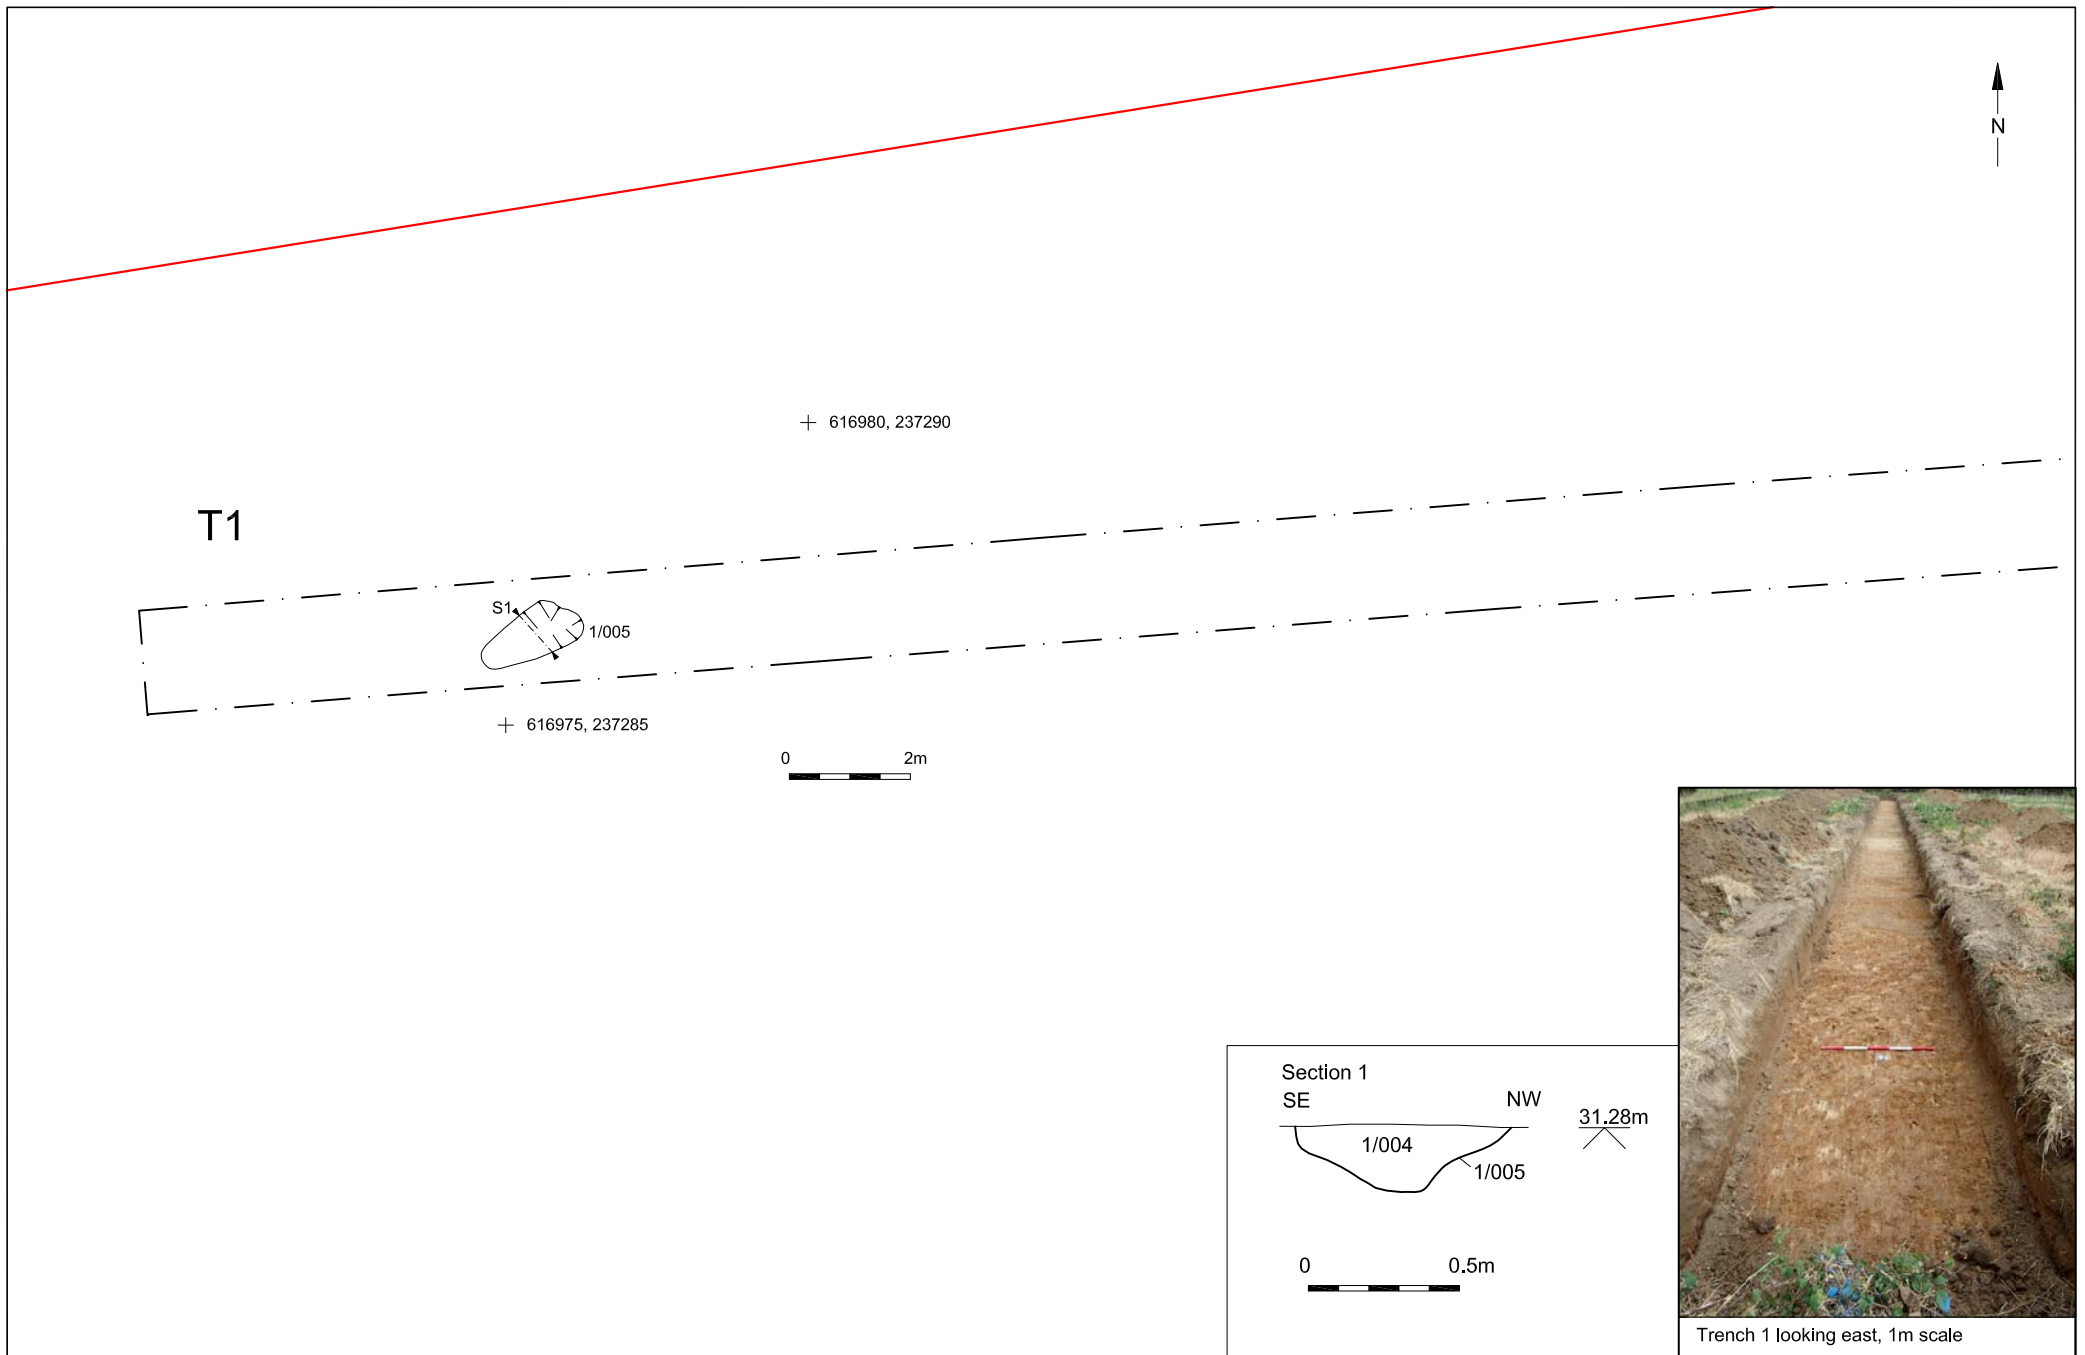 N
616980, 237290
T1
S1
1/005
616975, 237285
0 2m
Section 1
SE NW
31.28m
1/004
1/005
0 0.5m
Trench 1 looking east, 1m scale